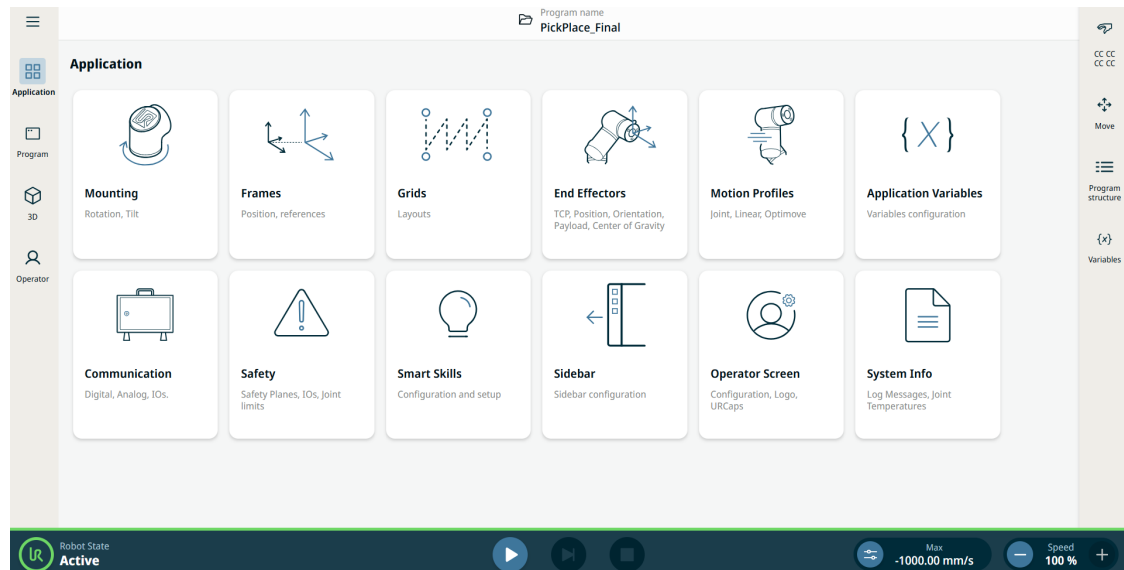 Program name
PickPlace_Final
Application
Application
Program
3D
Operator
Mounting
Rotation, Tilt
Frames
Position, references
Grids
Layouts
End Effectors
TCP, Position, Orientation,
Payload, Center of Gravity
Motion Profiles
Joint, Linear, Optimove
{X}
Application Variables
Variables configuration
Communication
Digital, Analog, IOs.
Safety
Safety Planes, IOs, Joint
limits
Smart Skills
Configuration and setup
Sidebar
Sidebar configuration
Operator Screen
Configuration, Logo,
URCaps
System Info
Log Messages, Joint
Temperatures
CC CC
CC CC
Move
Program
structure
{x}
Variables
UR
Robot State
Active
Max
-1000.00 mm/s
Speed
100 %